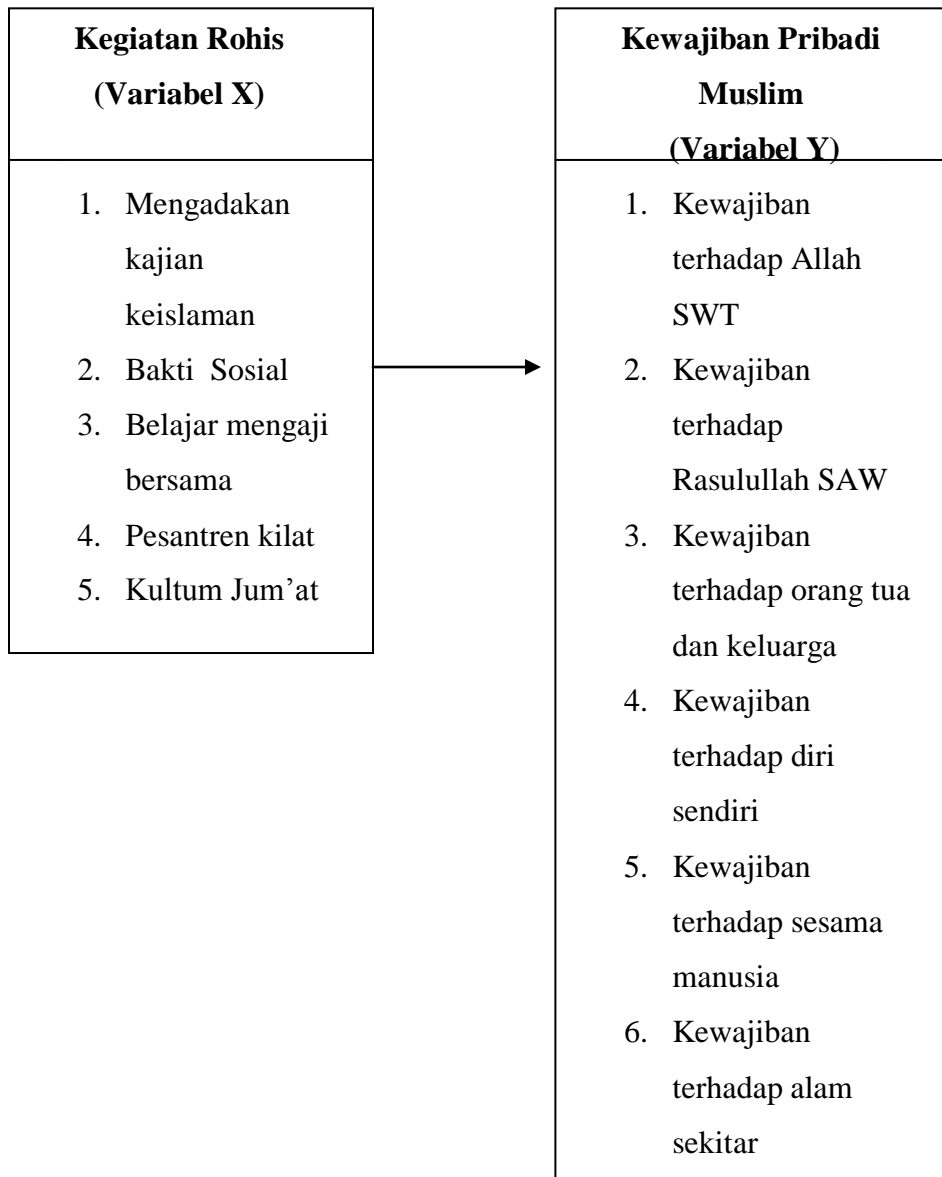 Kegiatan Rohis
(Variabel X)
1. Mengadakan
kajian
keislaman
2. Bakti Sosial
3. Belajar mengaji
bersama
4. Pesantren kilat
5. Kultum Jum’at
Kewajiban Pribadi
Muslim
(Variabel Y)
1. Kewajiban
terhadap Allah
SWT
2. Kewajiban
terhadap
Rasulullah SAW
3. Kewajiban
terhadap orang tua
dan keluarga
4. Kewajiban
terhadap diri
sendiri
5. Kewajiban
terhadap sesama
manusia
6. Kewajiban
terhadap alam
sekitar